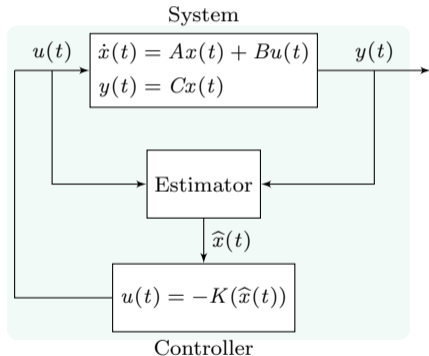 System
u(t)
ẋ(t) = Ax(t) + Bu(t)
y(t) = Cx(t)
y(t)
Estimator
x̂(t)
u(t) = −K(x̂(t))
Controller